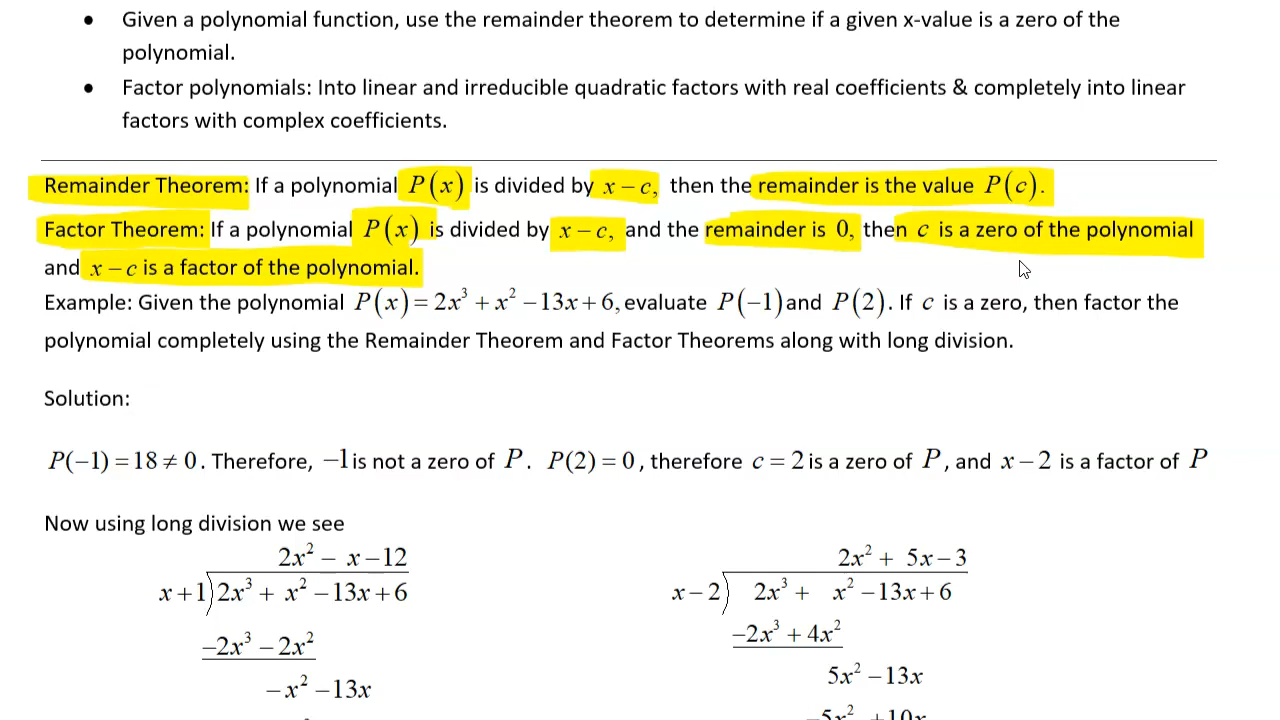 • Given a polynomial function, use the remainder theorem to determine if a given x-value is a zero of the
polynomial.
• Factor polynomials: Into linear and irreducible quadratic factors with real coefficients & completely into linear
factors with complex coefficients.
Remainder Theorem: If a polynomial P(x) is divided by x − c, then the remainder is the value P(c).
Factor Theorem: If a polynomial P(x) is divided by x − c, and the remainder is 0, then c is a zero of the polynomial
and x − c is a factor of the polynomial.
Example: Given the polynomial P(x) = 2x³ + x² − 13x + 6, evaluate P(−1) and P(2). If c is a zero, then factor the
polynomial completely using the Remainder Theorem and Factor Theorems along with long division.
Solution:
P(−1) = 18 ≠ 0. Therefore, −1 is not a zero of P. P(2) = 0, therefore c = 2 is a zero of P, and x − 2 is a factor of P
Now using long division we see
2x² − x − 12
x + 1)2x³ + x² − 13x + 6
−2x³ − 2x²
−x² − 13x
2x² + 5x − 3
x − 2) 2x³ + x² − 13x + 6
−2x³ + 4x²
5x² − 13x
−5x² + 10x